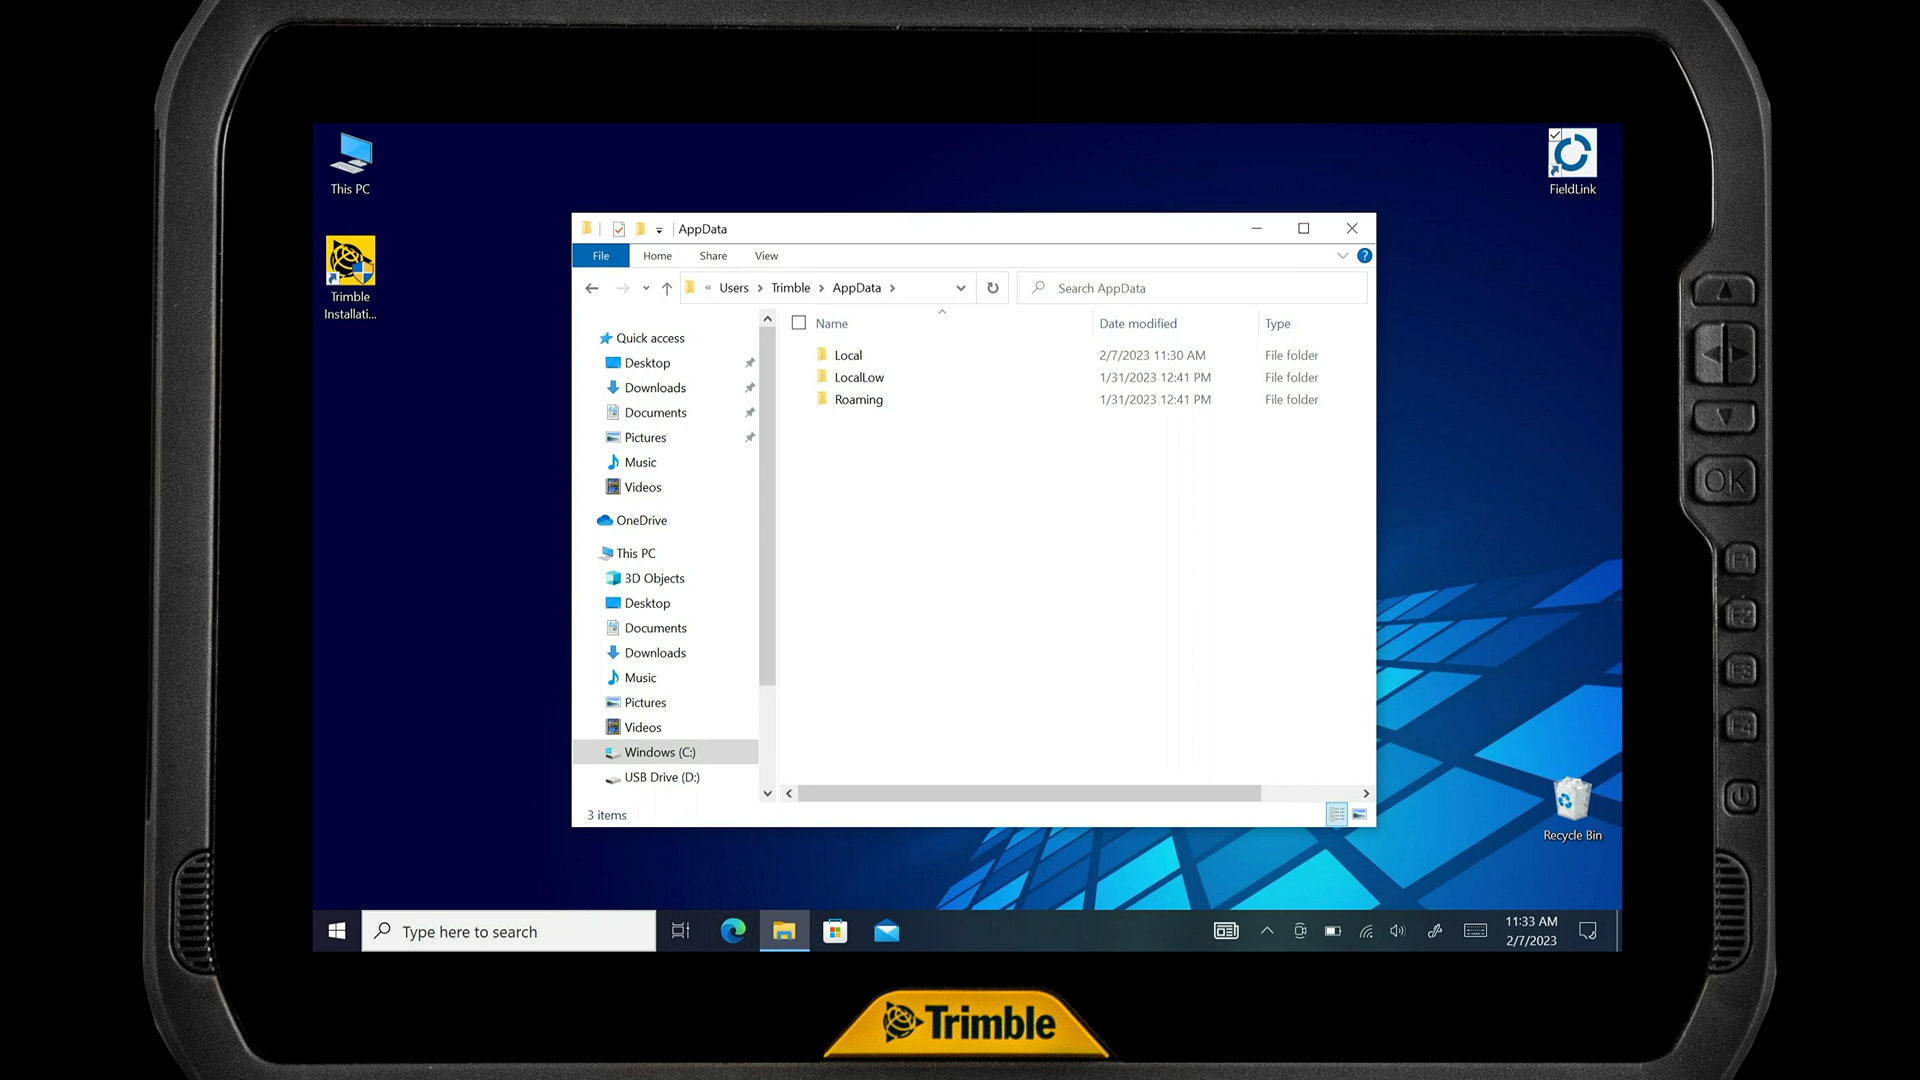 This PC
Trimble
Installati...
FieldLink
AppData
File
Home
Share
View
«
Users
Trimble
AppData
Search AppData
Name
Date modified
Type
Local
2/7/2023 11:30 AM
File folder
LocalLow
1/31/2023 12:41 PM
File folder
Roaming
1/31/2023 12:41 PM
File folder
Quick access
Desktop
Downloads
Documents
Pictures
Music
Videos
OneDrive
This PC
3D Objects
Desktop
Documents
Downloads
Music
Pictures
Videos
Windows (C:)
USB Drive (D:)
3 items
Recycle Bin
Type here to search
11:33 AM
2/7/2023
OK
F1
F2
F3
F4
Trimble